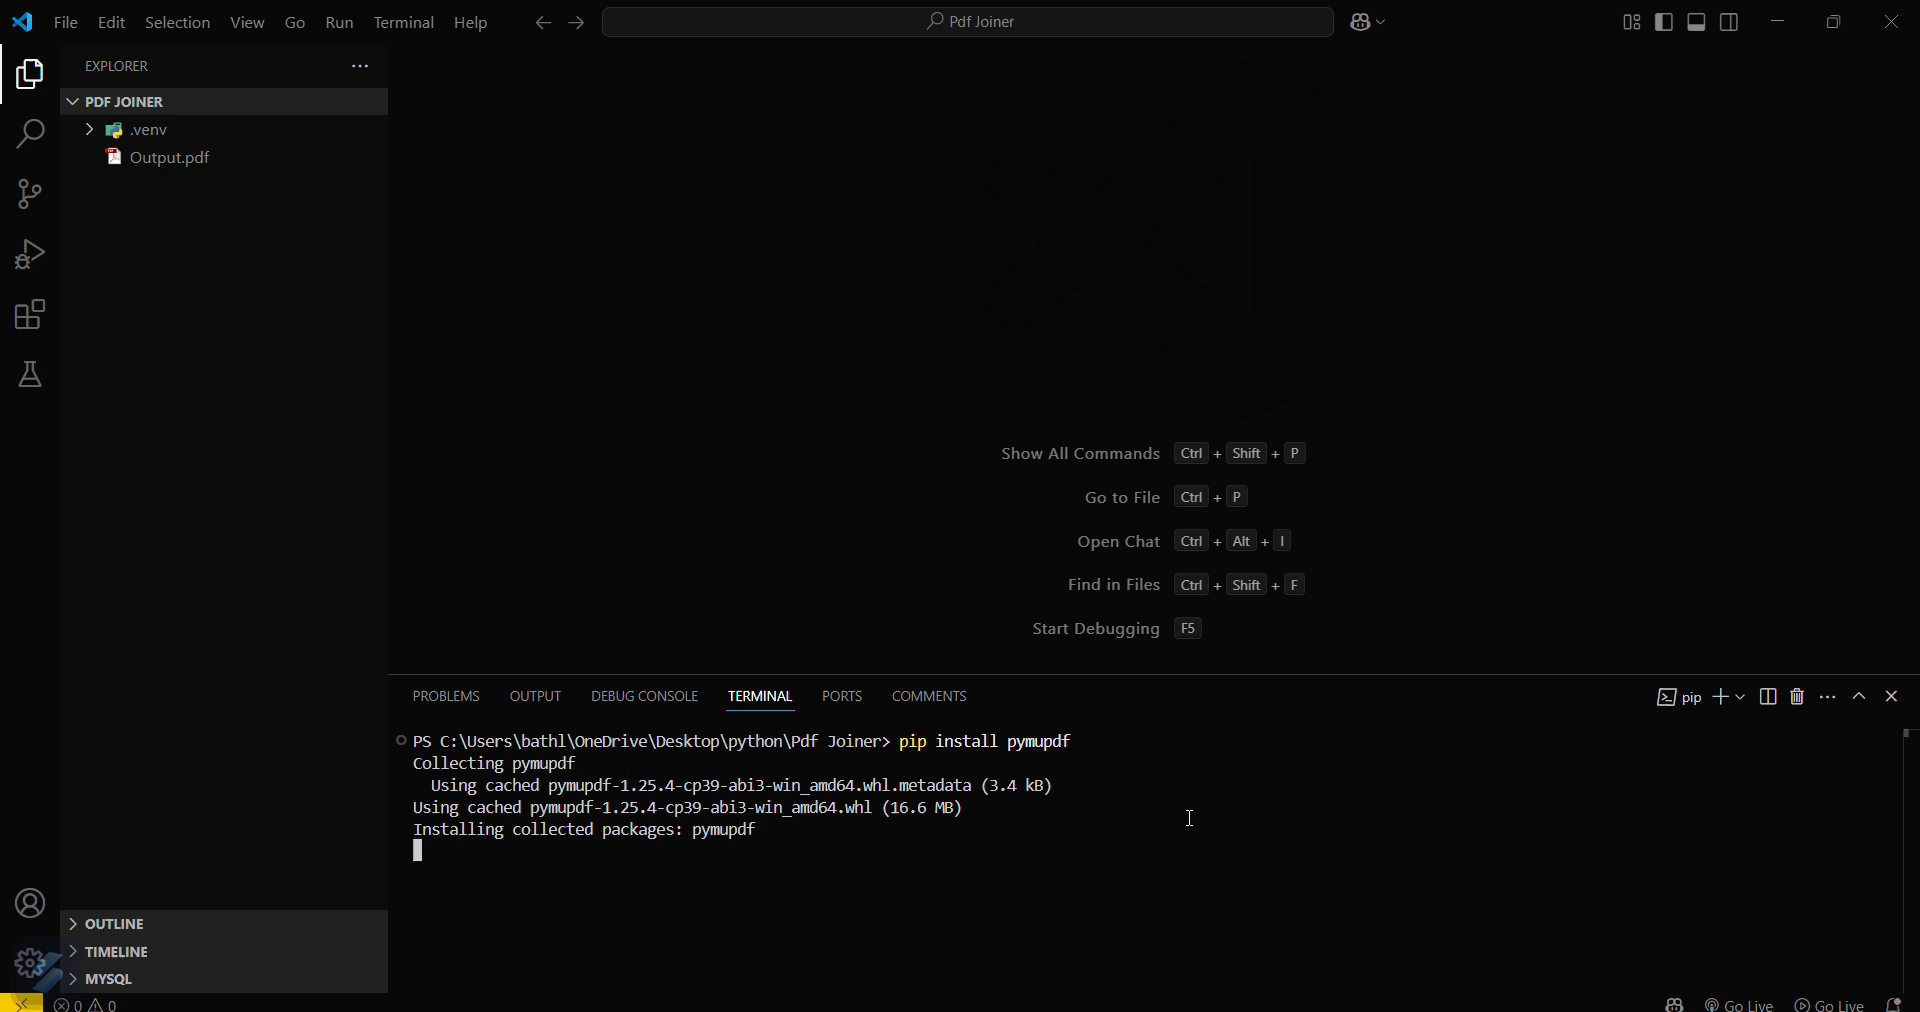 File Edit Selection View Go Run Terminal Help
Pdf Joiner
EXPLORER
PDF JOINER
.venv
Output.pdf
Show All Commands Ctrl + Shift + P
Go to File Ctrl + P
Open Chat Ctrl + Alt + I
Find in Files Ctrl + Shift + F
Start Debugging F5
PROBLEMS OUTPUT DEBUG CONSOLE TERMINAL PORTS COMMENTS
pip
PS C:\Users\bathl\OneDrive\Desktop\python\Pdf Joiner> pip install pymupdf
Collecting pymupdf
  Using cached pymupdf-1.25.4-cp39-abi3-win_amd64.whl.metadata (3.4 kB)
Using cached pymupdf-1.25.4-cp39-abi3-win_amd64.whl (16.6 MB)
Installing collected packages: pymupdf
OUTLINE
TIMELINE
MYSQL
0 0
Go Live Go Live